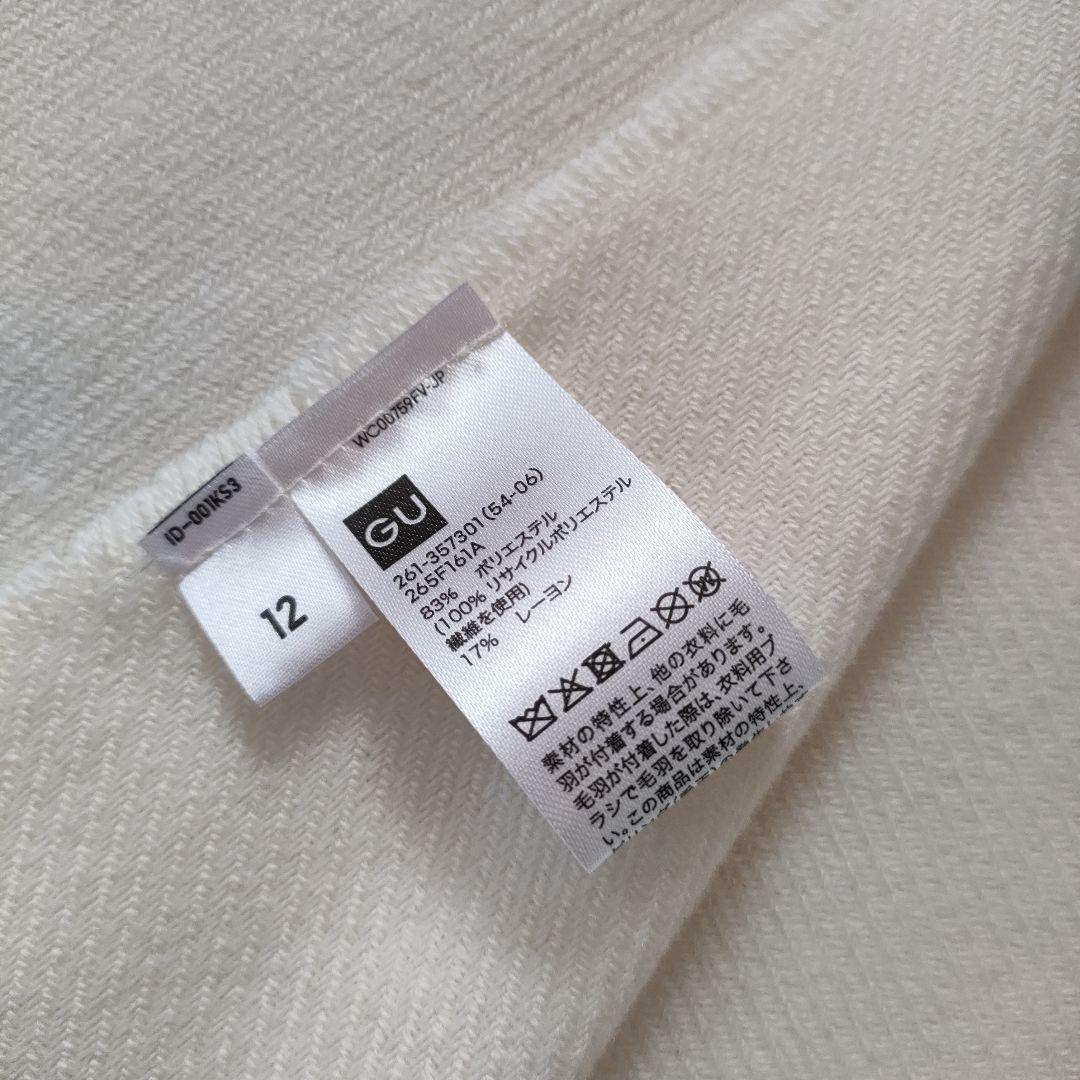 ID-001KS3
12
WC00759FV-JP
GU
261-357301(54-06)
265F161A
83% ポリエステル
(100% リサイクルポリエステル
繊維を使用)
17% レーヨン
素材の特性上、他の衣料に毛
羽が付着する場合があります。
毛羽が付着した際は、衣料用ブ
ラシで毛羽を取り除いて下さ
い。この商品は素材の特性上、